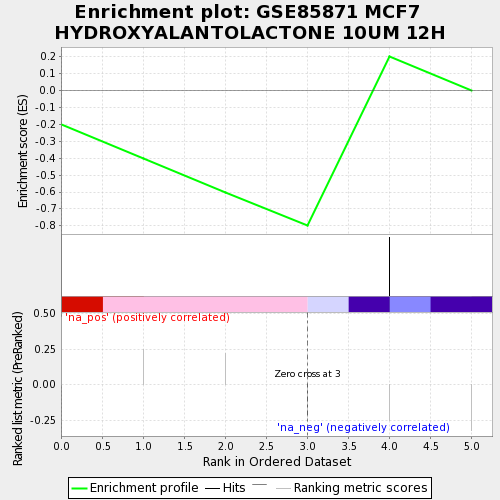 Enrichment plot: GSE85871 MCF7
HYDROXYALANTOLACTONE 10UM 12H
Enrichment score (ES)
0.2
0.1
0.0
-0.1
-0.2
-0.3
-0.4
-0.5
-0.6
-0.7
-0.8
Ranked list metric (PreRanked)
0.50
0.25
0.00
-0.25
'na_pos' (positively correlated)
Zero cross at 3
'na_neg' (negatively correlated)
0.0 0.5 1.0 1.5 2.0 2.5 3.0 3.5 4.0 4.5 5.0
Rank in Ordered Dataset
Enrichment profile Hits Ranking metric scores